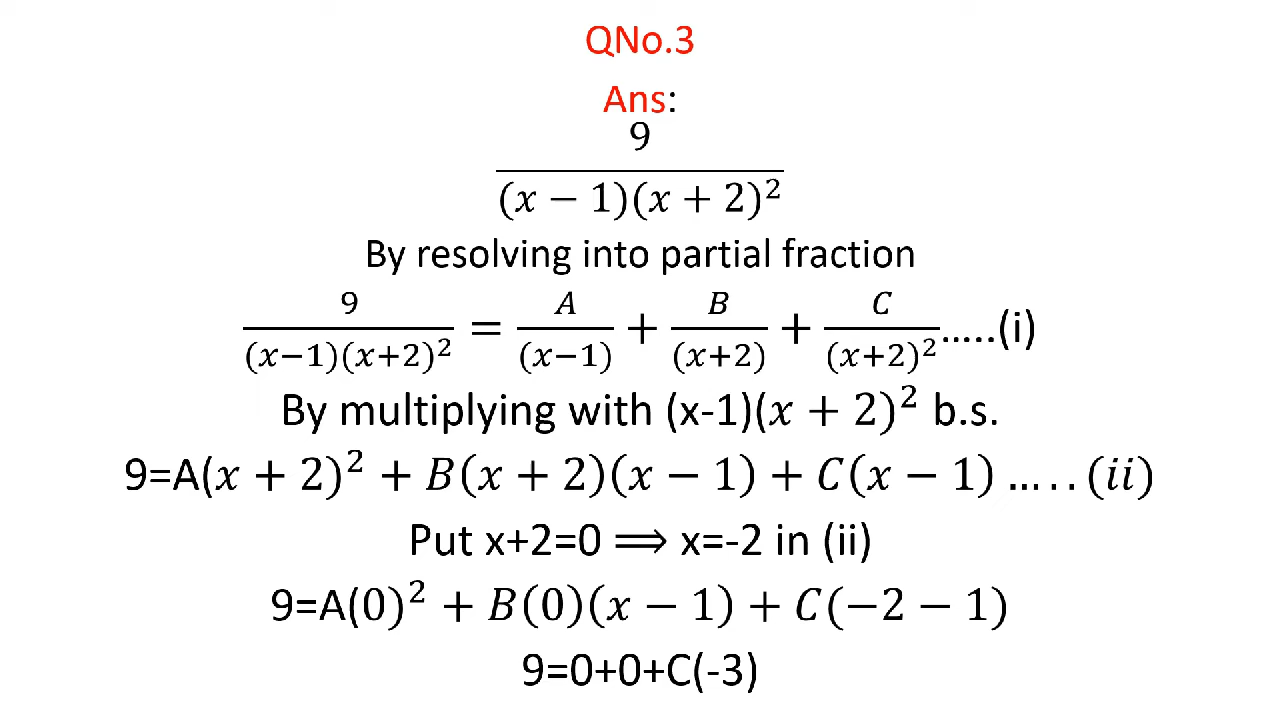 QNo.3
Ans:
9
(x − 1)(x + 2)²
By resolving into partial fraction
9/((x−1)(x+2)²) = A/(x−1) + B/(x+2) + C/(x+2)² …..(i)
By multiplying with (x-1)(x + 2)² b.s.
9=A(x + 2)² + B(x + 2)(x − 1) + C(x − 1) … . . (ii)
Put x+2=0 ⟹ x=-2 in (ii)
9=A(0)² + B(0)(x − 1) + C(−2 − 1)
9=0+0+C(-3)